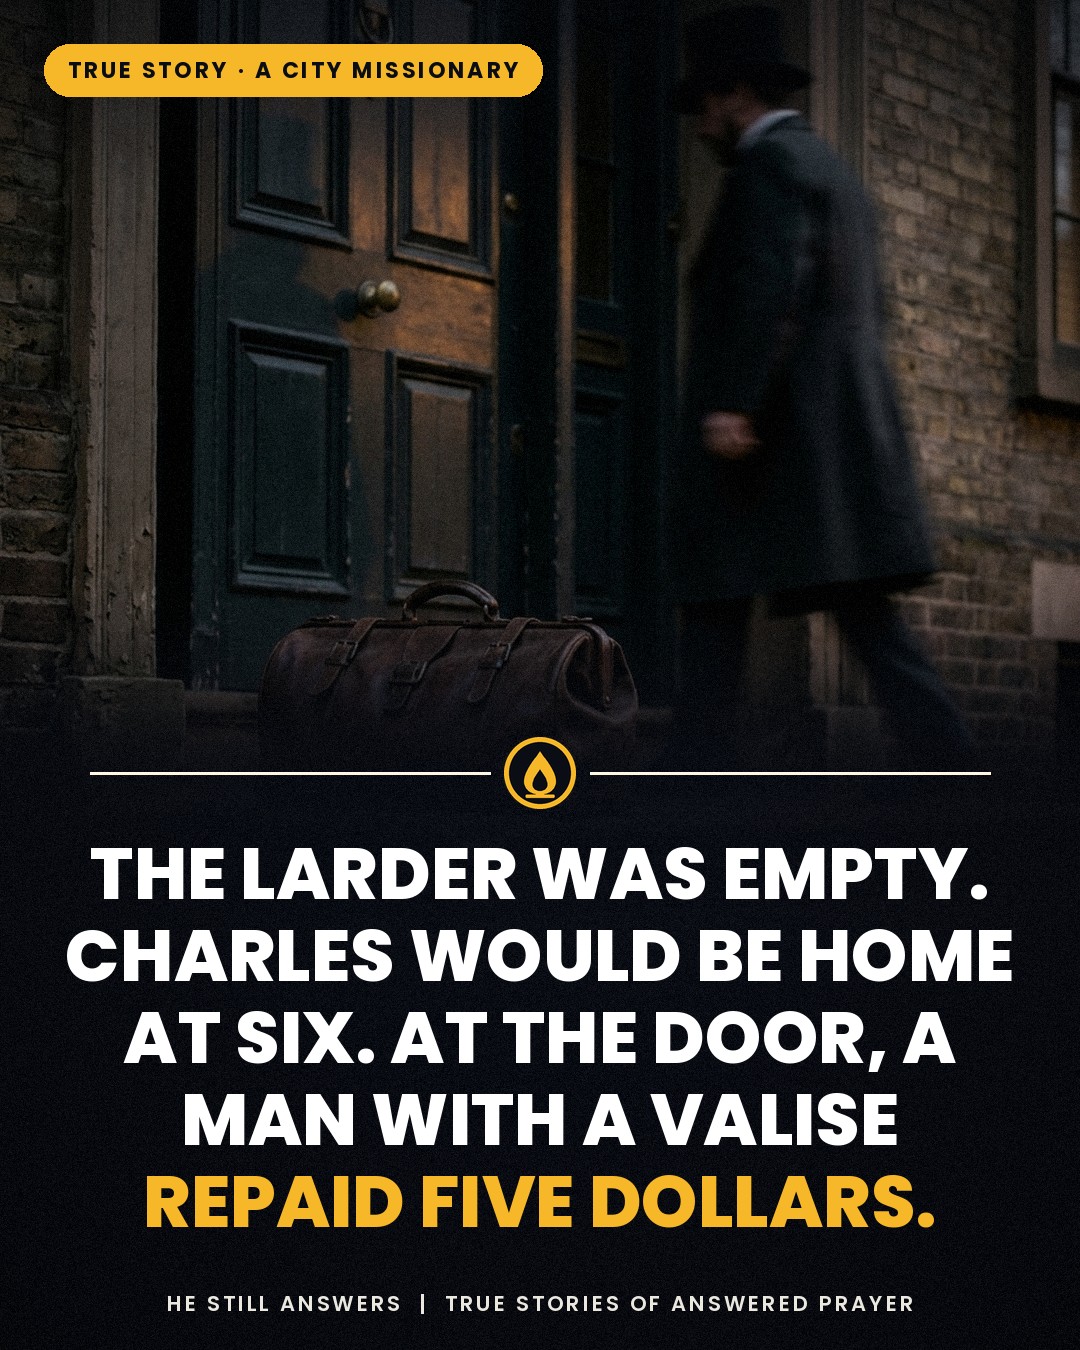 TRUE STORY · A CITY MISSIONARY
THE LARDER WAS EMPTY.
CHARLES WOULD BE HOME
AT SIX. AT THE DOOR, A
MAN WITH A VALISE
REPAID FIVE DOLLARS.
HE STILL ANSWERS | TRUE STORIES OF ANSWERED PRAYER